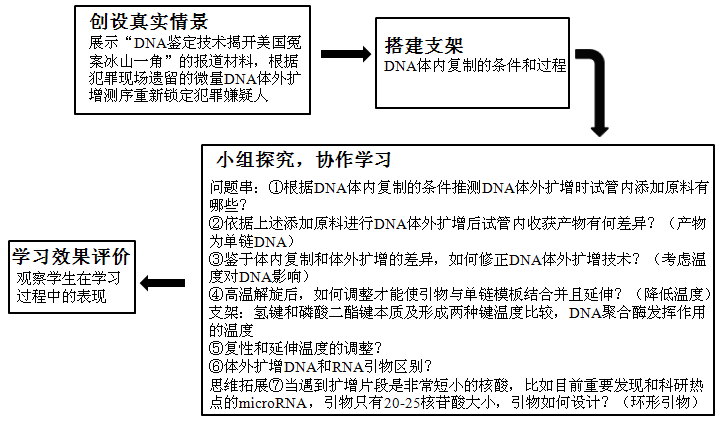 创设真实情景
展示“DNA鉴定技术揭开美国冤
案冰山一角”的报道材料，根据
犯罪现场遗留的微量DNA体外扩
增测序重新锁定犯罪嫌疑人
搭建支架
DNA体内复制的条件和过程
小组探究，协作学习
问题串：①根据DNA体内复制的条件推测DNA体外扩增时试管内添加原料有
哪些？
②依据上述添加原料进行DNA体外扩增后试管内收获产物有何差异？（产物
为单链DNA）
③鉴于体内复制和体外扩增的差异，如何修正DNA体外扩增技术？（考虑温
度对DNA影响）
④高温解旋后，如何调整才能使引物与单链模板结合并且延伸？（降低温度）
支架：氢键和磷酸二酯键本质及形成两种键温度比较，DNA聚合酶发挥作用
的温度
⑤复性和延伸温度的调整？
⑥体外扩增DNA和RNA引物区别？
思维拓展⑦当遇到扩增片段是非常短小的核酸，比如目前重要发现和科研热
点的microRNA，引物只有20-25核苷酸大小，引物如何设计？（环形引物）
学习效果评价
观察学生在学习
过程中的表现